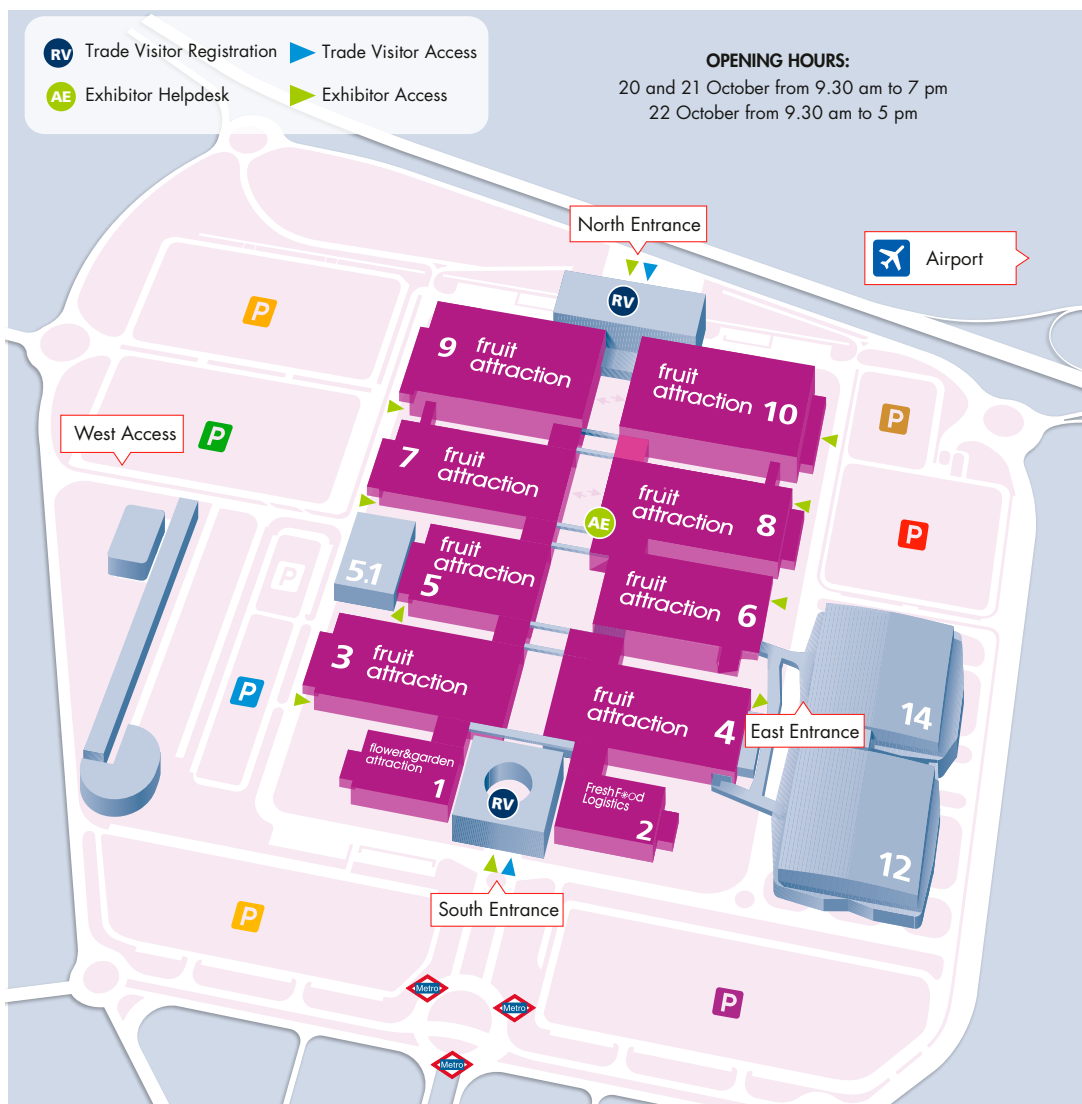 RV Trade Visitor Registration
Trade Visitor Access
AE Exhibitor Helpdesk
Exhibitor Access
OPENING HOURS:
20 and 21 October from 9.30 am to 7 pm
22 October from 9.30 am to 5 pm
North Entrance
Airport
RV
P
9 fruit
attraction
fruit
attraction 10
P
West Access
P
7 fruit
attraction
fruit
attraction 8
AE
P
5.1
fruit
attraction
5
fruit
attraction 6
P
3 fruit
attraction
P
fruit
attraction 4
14
East Entrance
flower&garden
attraction
1
RV
FreshFood
Logistics
2
12
South Entrance
P
P
Metro
Metro
Metro